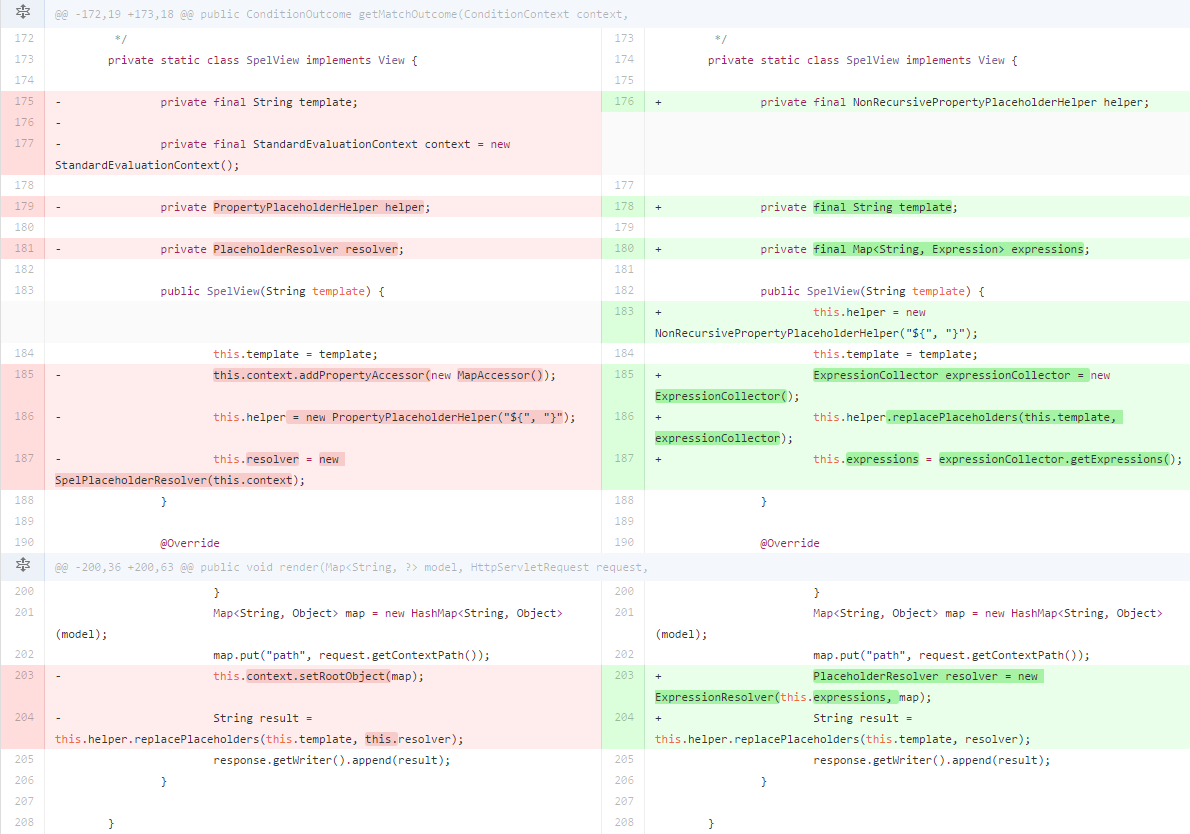 @@ -172,19 +173,18 @@ public ConditionOutcome getMatchOutcome(ConditionContext context,
172 */ 173 */
173 private static class SpelView implements View { 174 private static class SpelView implements View {
174 175
175 - private final String template; 176 + private final NonRecursivePropertyPlaceholderHelper helper;
176 -
177 - private final StandardEvaluationContext context = new
StandardEvaluationContext();
178 177
179 - private PropertyPlaceholderHelper helper; 178 + private final String template;
180 179
181 - private PlaceholderResolver resolver; 180 + private final Map<String, Expression> expressions;
182 181
183 public SpelView(String template) { 182 public SpelView(String template) {
183 + this.helper = new
NonRecursivePropertyPlaceholderHelper("${", "}");
184 this.template = template; 184 this.template = template;
185 - this.context.addPropertyAccessor(new MapAccessor()); 185 + ExpressionCollector expressionCollector = new
ExpressionCollector();
186 - this.helper = new PropertyPlaceholderHelper("${", "}"); 186 + this.helper.replacePlaceholders(this.template,
expressionCollector);
187 - this.resolver = new 187 + this.expressions = expressionCollector.getExpressions();
SpelPlaceholderResolver(this.context);
188 } 188 }
189 189
190 @Override 190 @Override
@@ -200,36 +200,63 @@ public void render(Map<String, ?> model, HttpServletRequest request,
200 } 200 }
201 Map<String, Object> map = new HashMap<String, Object> 201 Map<String, Object> map = new HashMap<String, Object>
(model); (model);
202 map.put("path", request.getContextPath()); 202 map.put("path", request.getContextPath());
203 - this.context.setRootObject(map); 203 + PlaceholderResolver resolver = new
ExpressionResolver(this.expressions, map);
204 - String result = 204 + String result =
this.helper.replacePlaceholders(this.template, this.resolver); this.helper.replacePlaceholders(this.template, resolver);
205 response.getWriter().append(result); 205 response.getWriter().append(result);
206 } 206 }
207 207
208 } 208 }